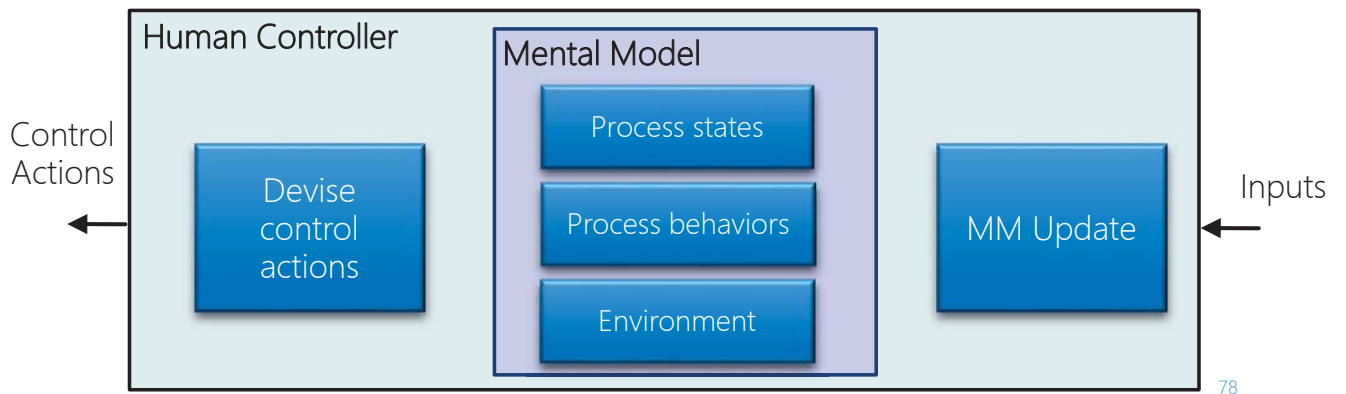 Human Controller
Mental Model
Process states
Control
Actions
Devise
control
actions
Process behaviors
MM Update
Inputs
Environment
78